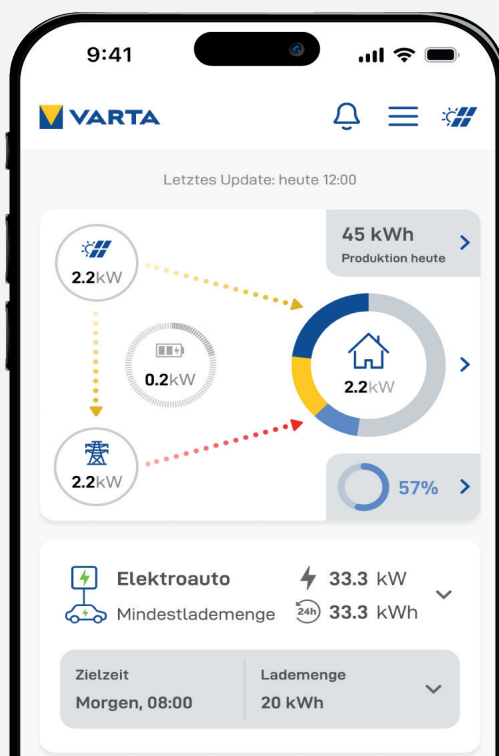 9:41
VARTA
Letztes Update: heute 12:00
45 kWh
Produktion heute
2.2kW
0.2kW
2.2kW
2.2kW
57%
Elektroauto
33.3 kW
Mindestlademenge
24h
33.3 kWh
Zielzeit
Lademenge
Morgen, 08:00
20 kWh